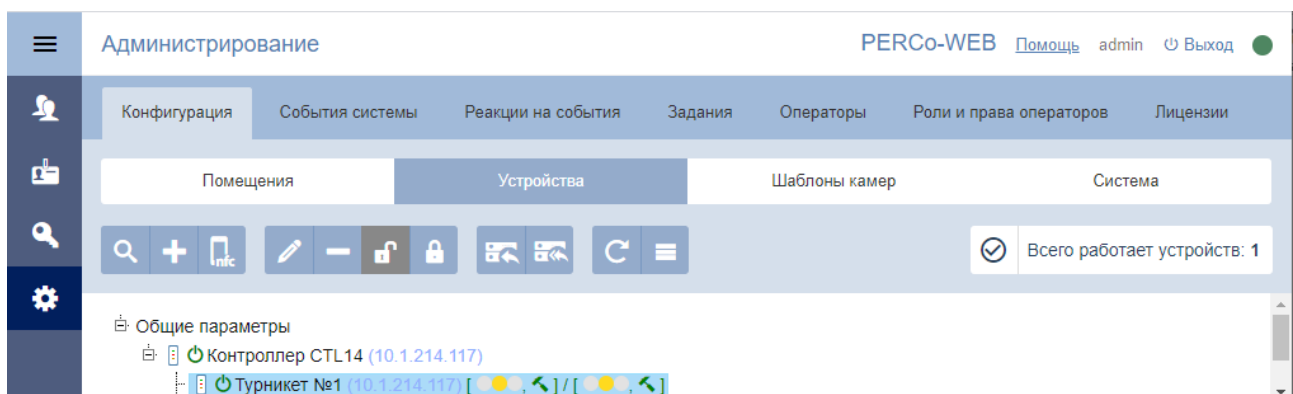 Администрирование PERCo-WEB Помощь admin Выход
Конфигурация События системы Реакции на события Задания Операторы Роли и права операторов Лицензии
Помещения Устройства Шаблоны камер Система
nfc Всего работает устройств: 1
Общие параметры
Контроллер CTL14 (10.1.214.117)
Турникет №1 (10.1.214.117) [ , ] / [ , ]